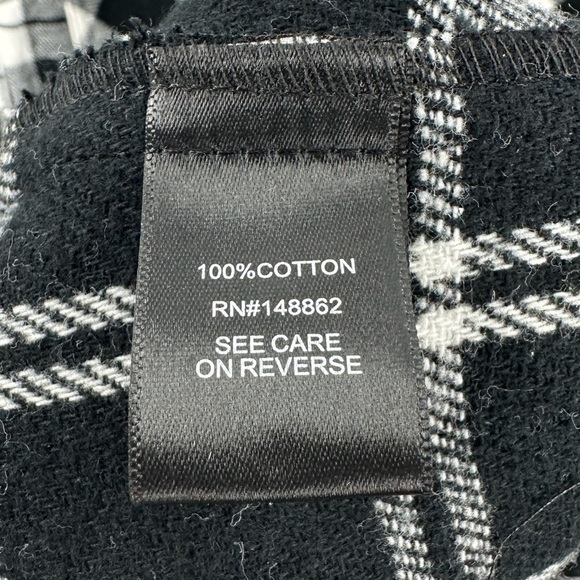 100%COTTON
RN#148862
SEE CARE
ON REVERSE